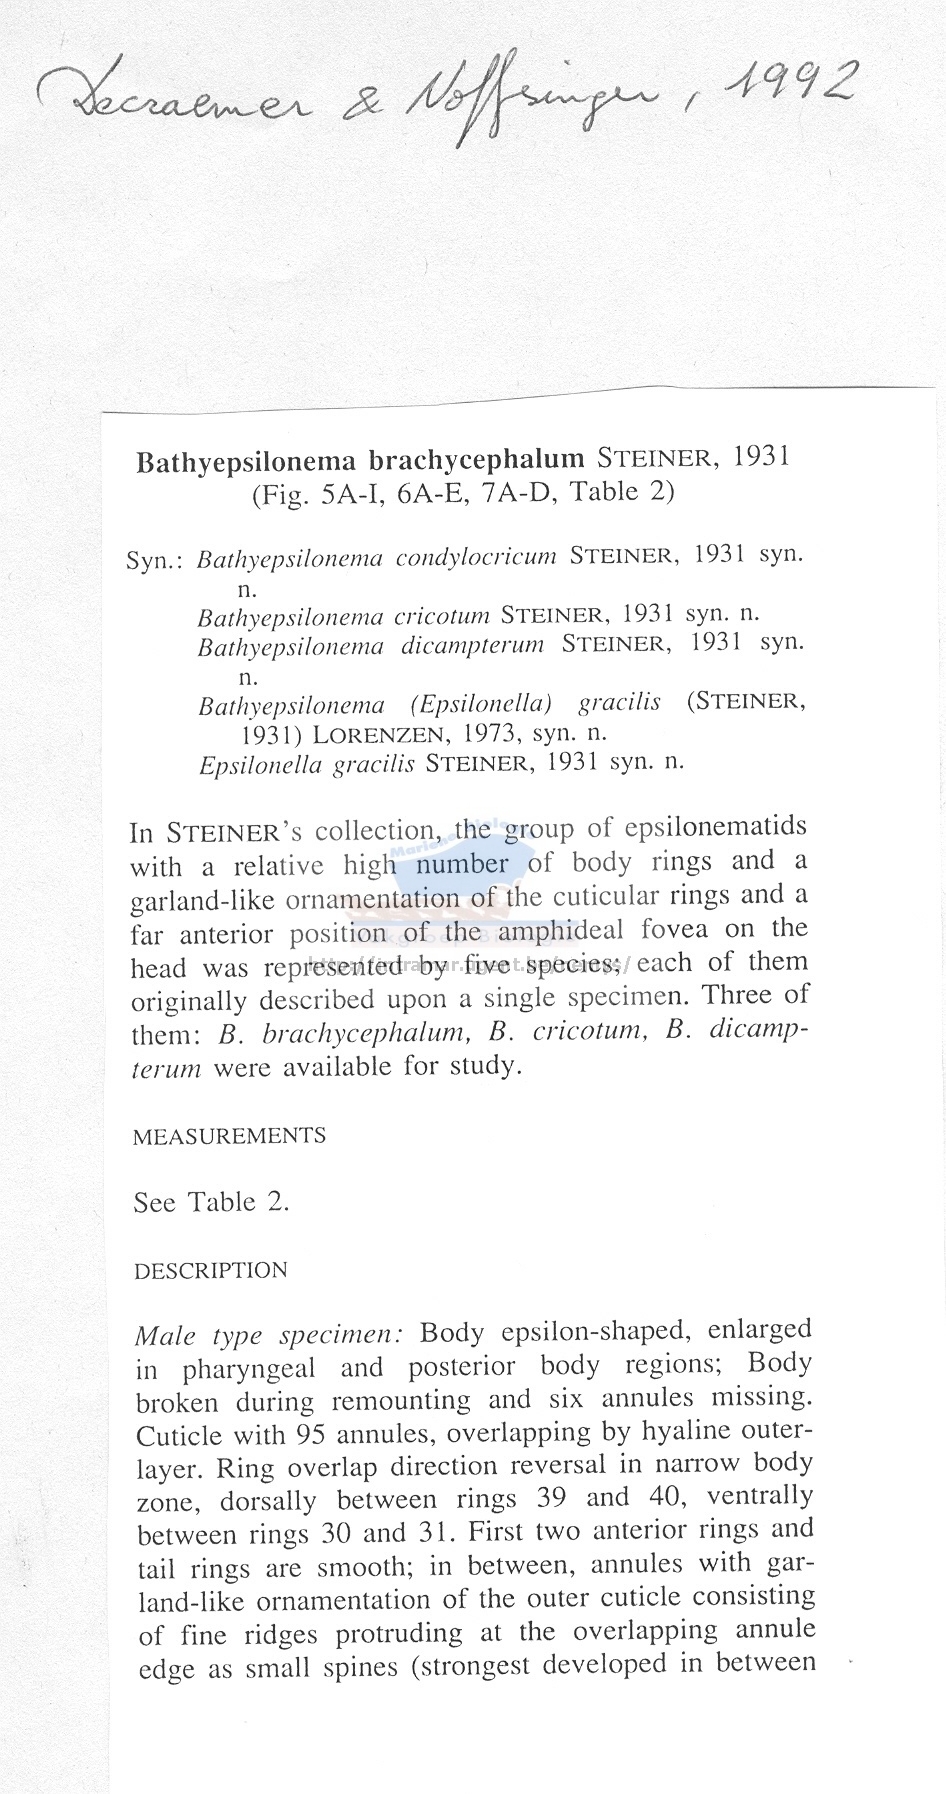 Decraemer & Noffsinger, 1992
Bathyepsilonema brachycephalum STEINER, 1931
(Fig. 5A-I, 6A-E, 7A-D, Table 2)
Syn.: Bathyepsilonema condylocricum STEINER, 1931 syn.
n.
Bathyepsilonema cricotum STEINER, 1931 syn. n.
Bathyepsilonema dicampterum STEINER, 1931 syn.
n.
Bathyepsilonema (Epsilonella) gracilis (STEINER,
1931) LORENZEN, 1973, syn. n.
Epsilonella gracilis STEINER, 1931 syn. n.
In STEINER's collection, the group of epsilonematids
with a relative high number of body rings and a
garland-like ornamentation of the cuticular rings and a
far anterior position of the amphideal fovea on the
head was represented by five species; each of them
originally described upon a single specimen. Three of
them: B. brachycephalum, B. cricotum, B. dicamp-
terum were available for study.
MEASUREMENTS
See Table 2.
DESCRIPTION
Male type specimen: Body epsilon-shaped, enlarged
in pharyngeal and posterior body regions; Body
broken during remounting and six annules missing.
Cuticle with 95 annules, overlapping by hyaline outer-
layer. Ring overlap direction reversal in narrow body
zone, dorsally between rings 39 and 40, ventrally
between rings 30 and 31. First two anterior rings and
tail rings are smooth; in between, annules with gar-
land-like ornamentation of the outer cuticle consisting
of fine ridges protruding at the overlapping annule
edge as small spines (strongest developed in between